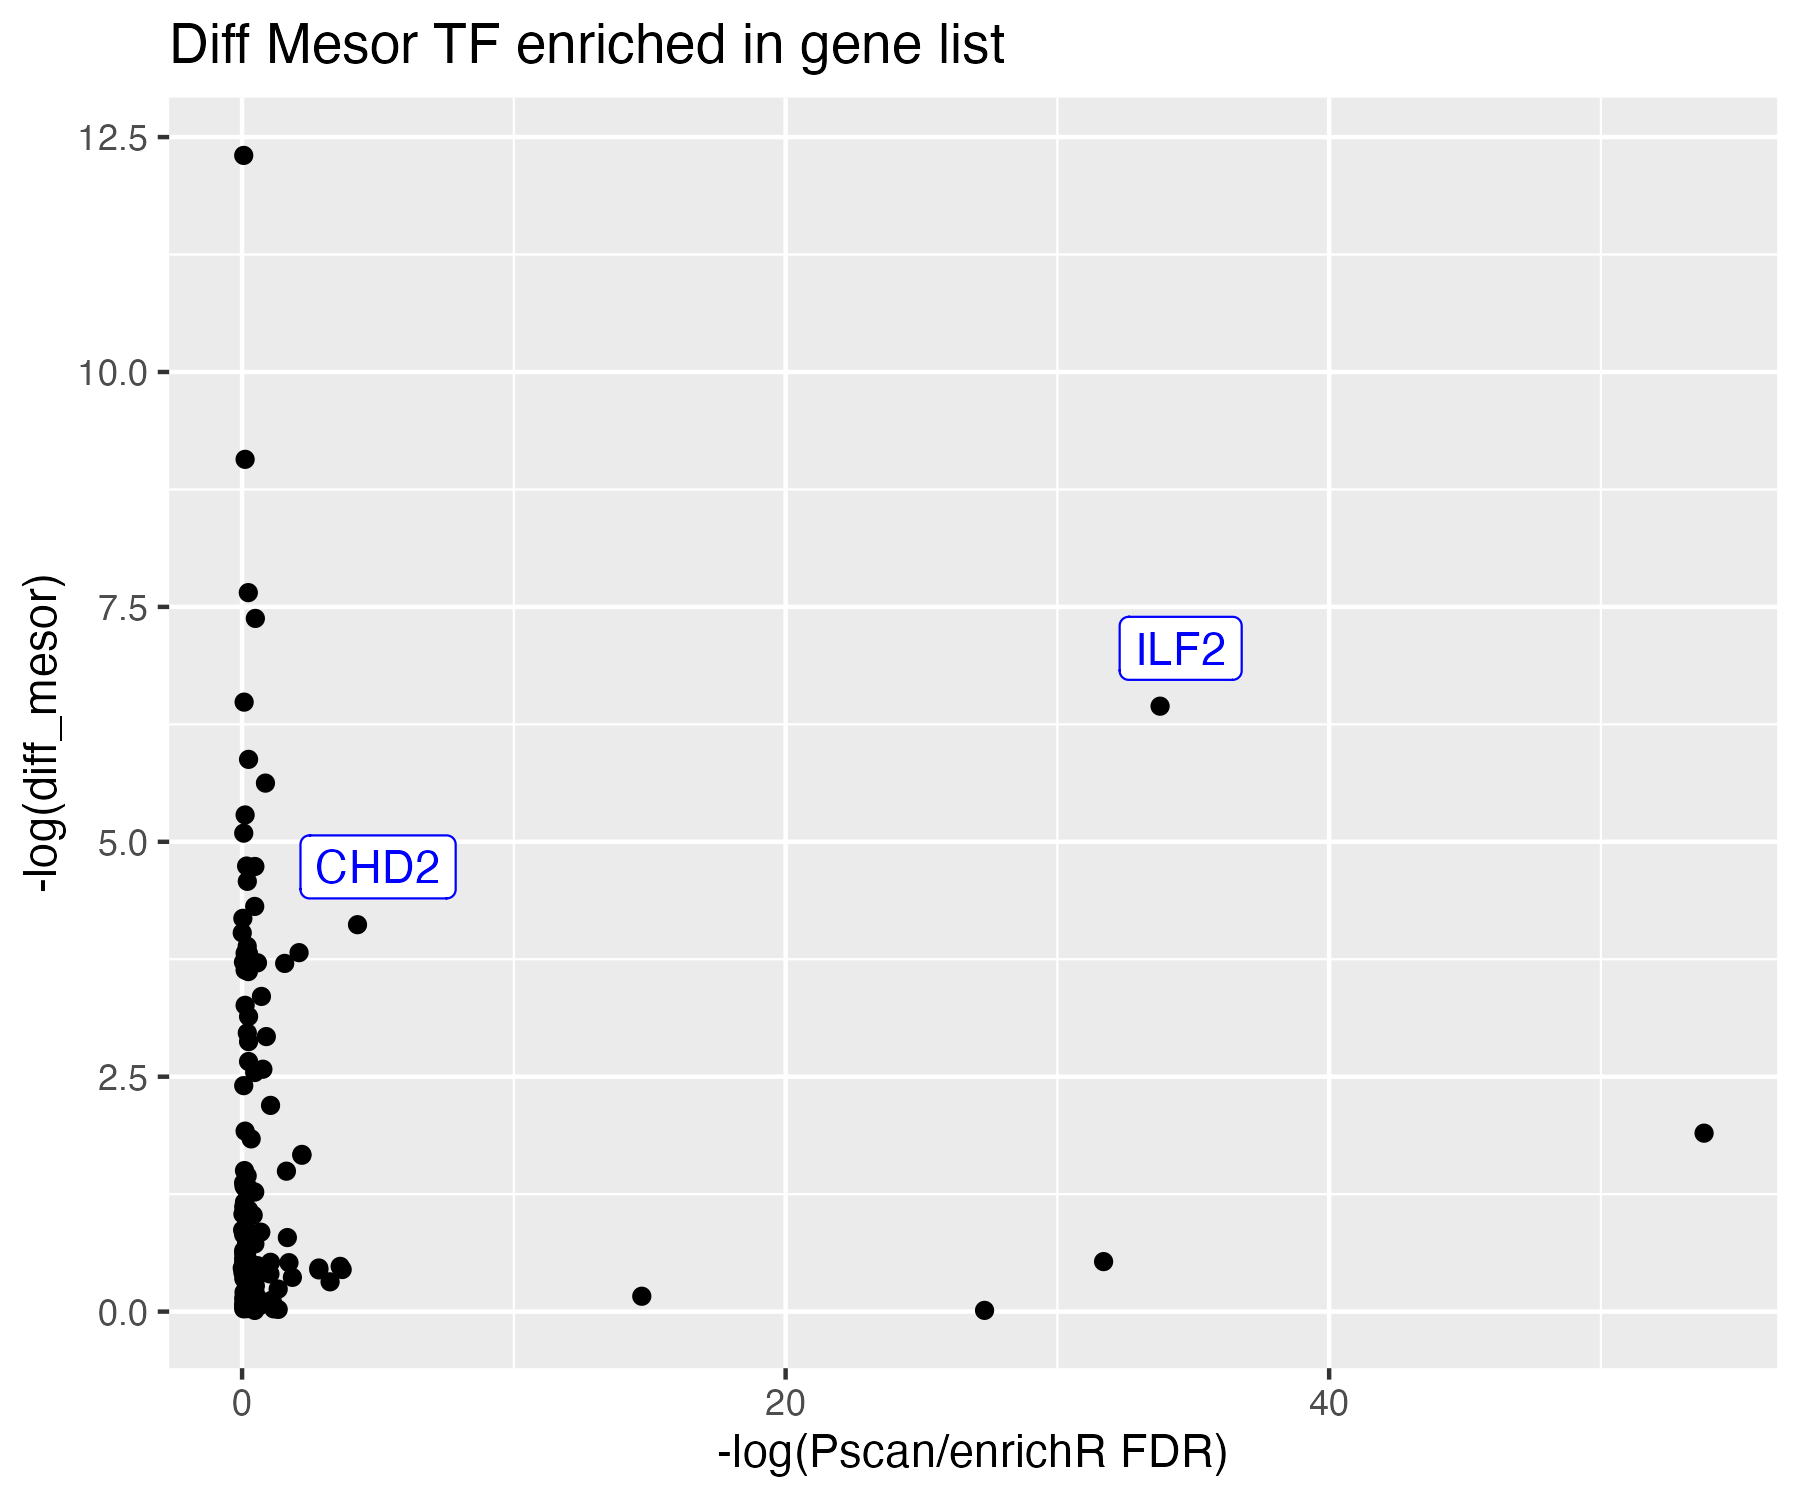 Diff Mesor TF enriched in gene list
12.5
10.0
7.5
5.0
2.5
0.0
-log(diff_mesor)
ILF2
CHD2
0
20
40
-log(Pscan/enrichR FDR)